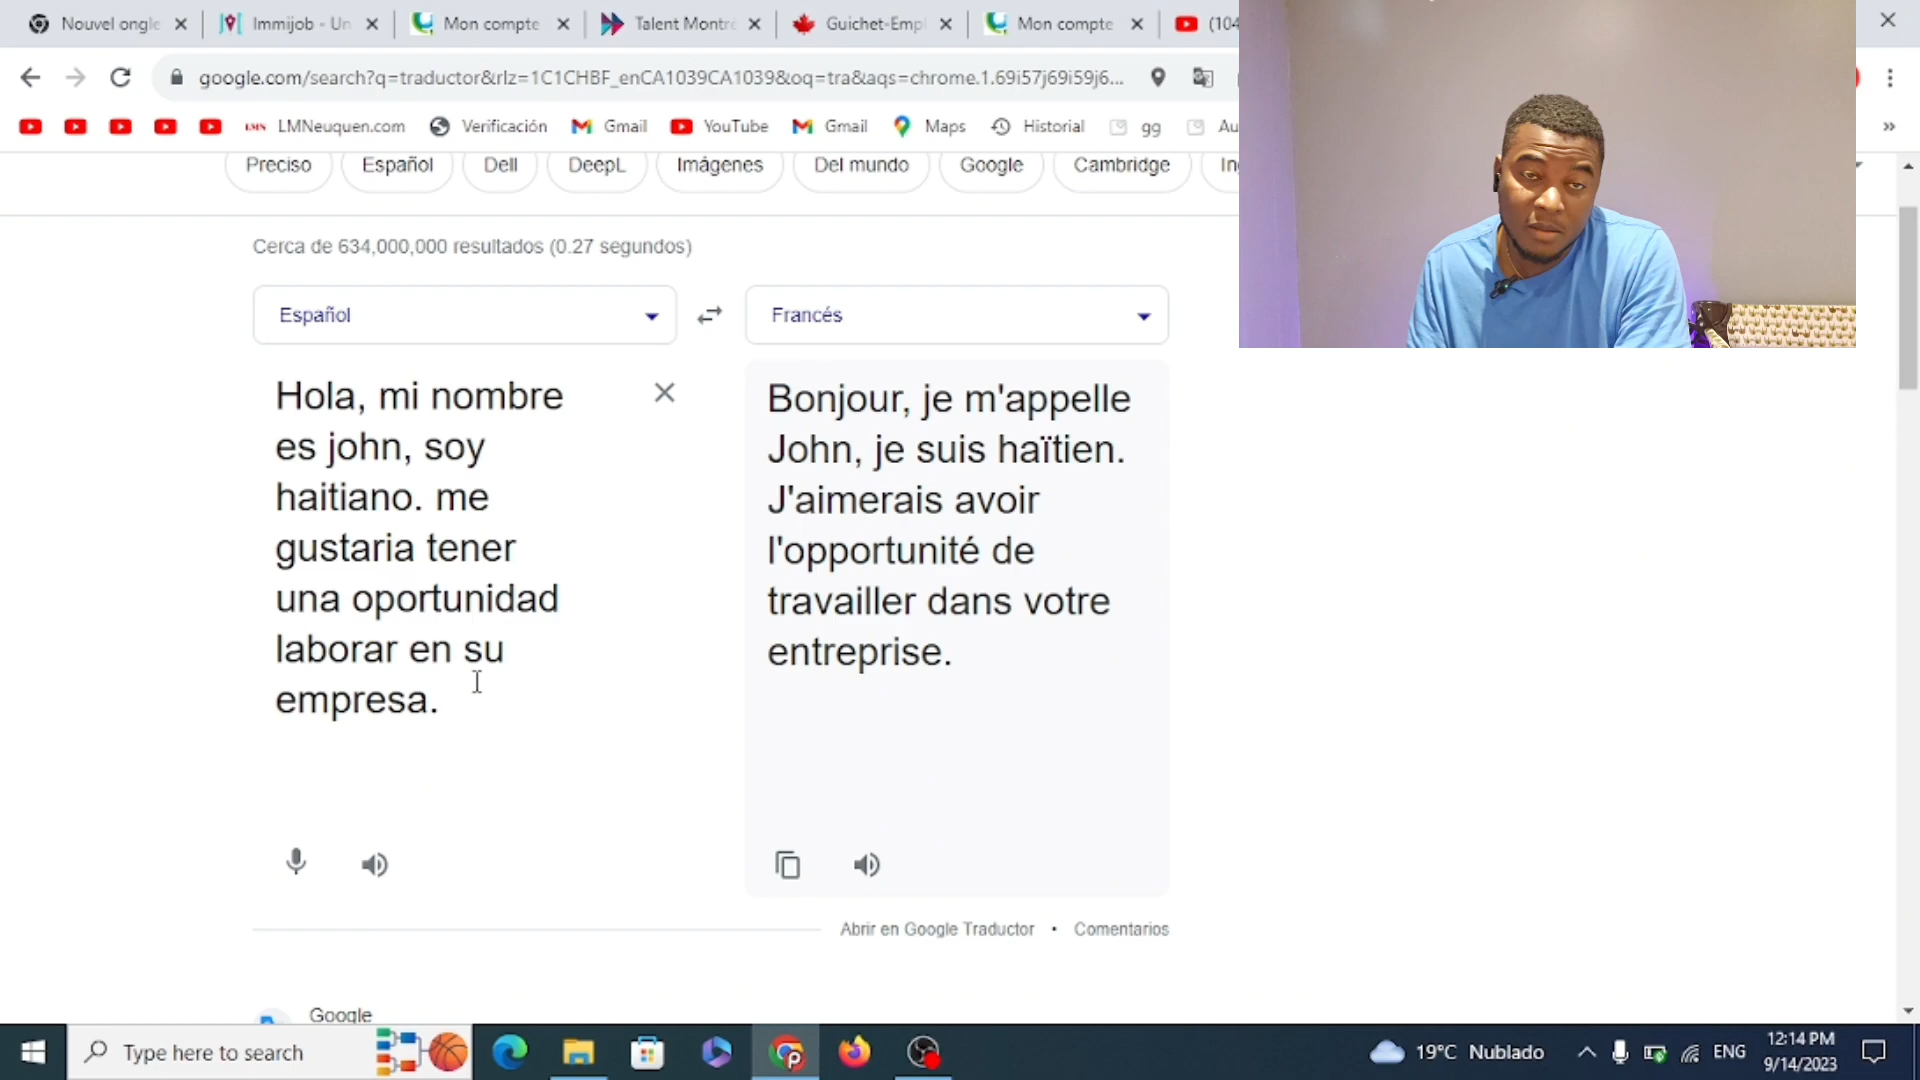 Nouvel ongle
Immijob - Un
Mon compte
Talent Montré
Guichet-Empl
Mon compte
(104
google.com/search?q=traductor&rlz=1C1CHBF_enCA1039CA1039&oq=tra&aqs=chrome.1.69i57j69i59j6...
LMNeuquen.com
Verificación
Gmail
YouTube
Gmail
Maps
Historial
gg
Au
»
Preciso
Español
Dell
DeepL
Imágenes
Del mundo
Google
Cambridge
Cerca de 634,000,000 resultados (0.27 segundos)
Español
Francés
Hola, mi nombre
es john, soy
haitiano. me
gustaria tener
una oportunidad
laborar en su
empresa.
Bonjour, je m'appelle
John, je suis haïtien.
J'aimerais avoir
l'opportunité de
travailler dans votre
entreprise.
Abrir en Google Traductor • Comentarios
Google
Type here to search
19°C Nublado
ENG
12:14 PM
9/14/2023